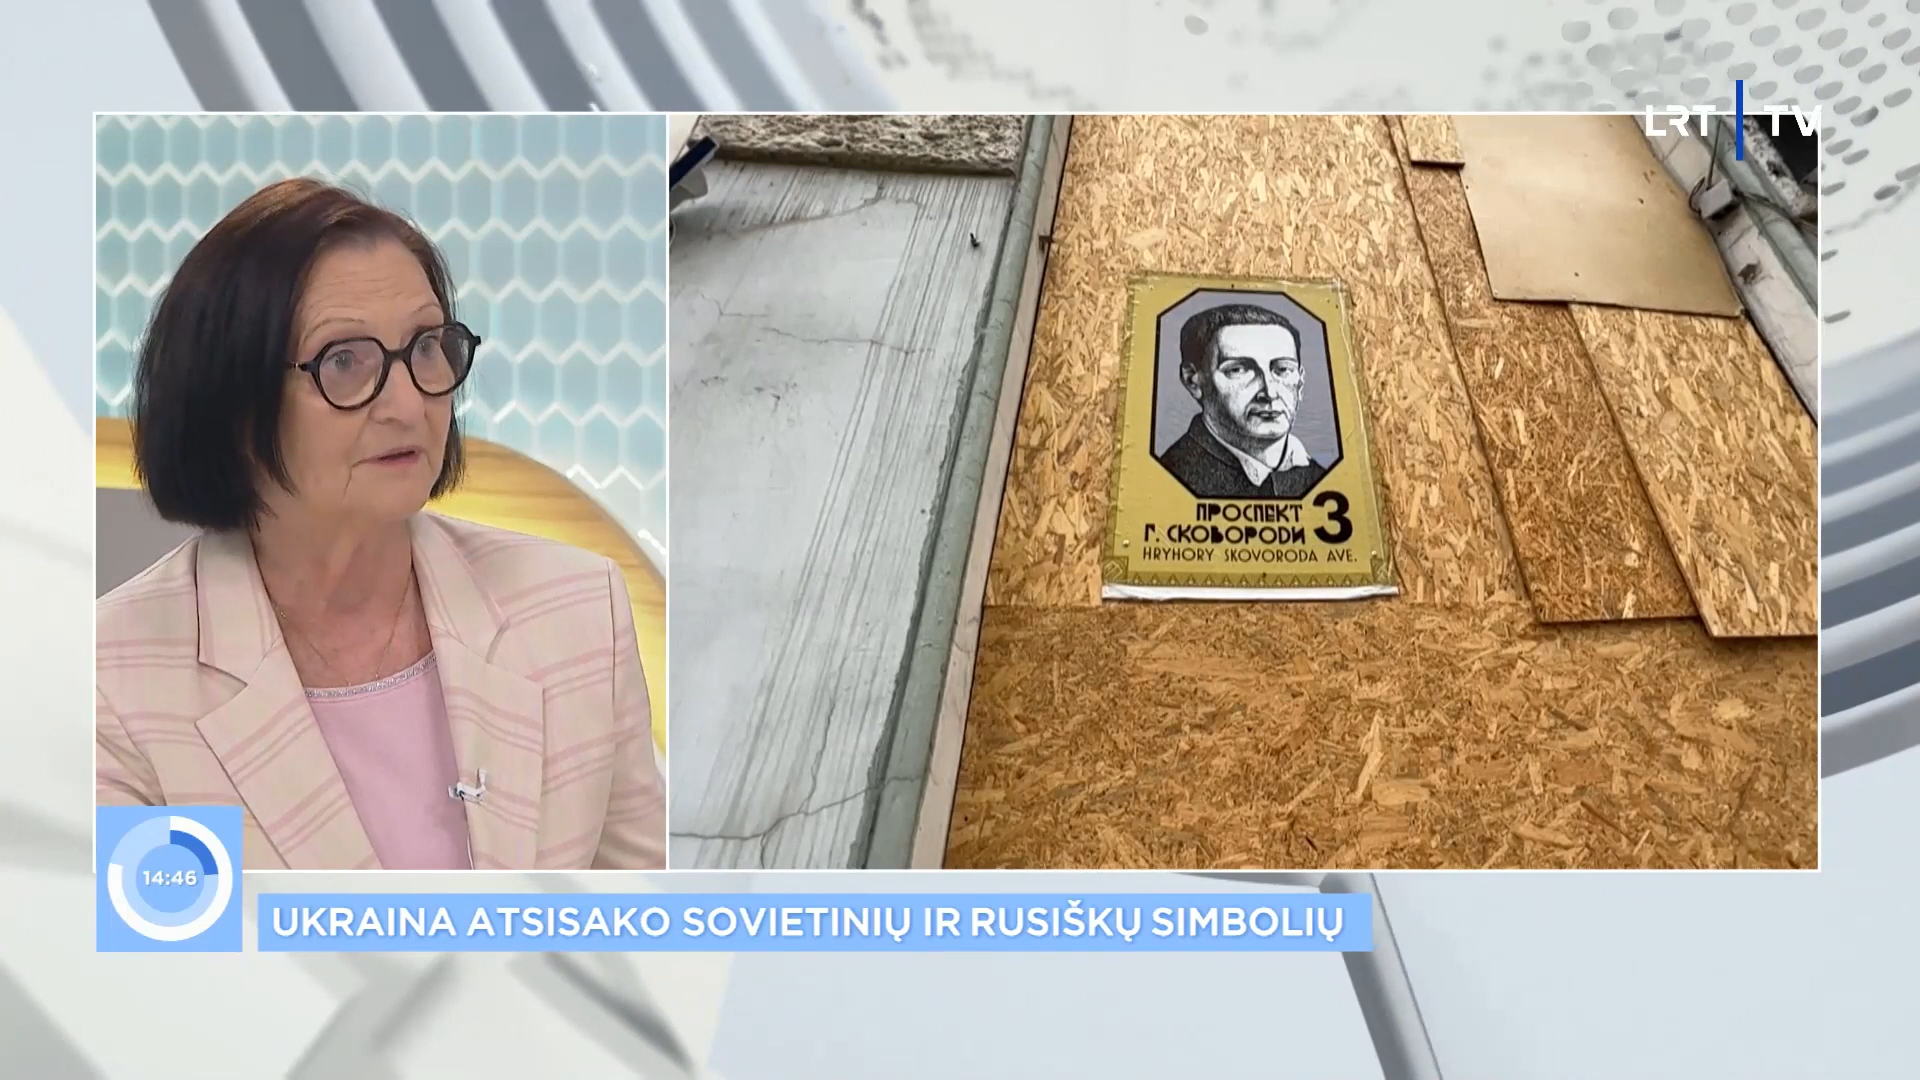 LRT TV
ПРОСПЕКТ
Г. СКОВОРОДИ 3
HRYHORY SKOVORODA AVE.
14:46
UKRAINA ATSISAKO SOVIETINIŲ IR RUSIŠKŲ SIMBOLIŲ